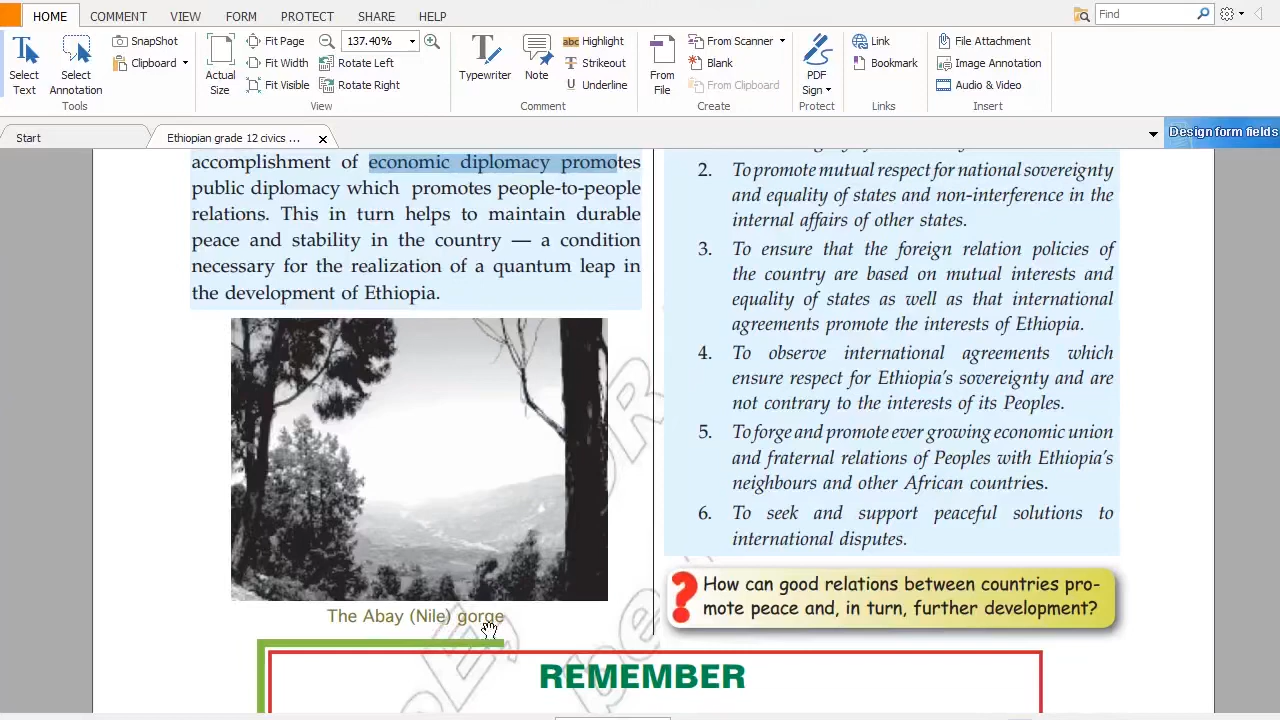 HOME COMMENT VIEW FORM PROTECT SHARE HELP
Find
Select Text
Select Annotation
SnapShot
Clipboard
Tools
Actual Size
Fit Page
Fit Width
Fit Visible
137.40%
Rotate Left
Rotate Right
View
Typewriter
Note
Highlight
Strikeout
Underline
Comment
From File
From Scanner
Blank
From Clipboard
Create
PDF Sign
Protect
Link
Bookmark
Links
File Attachment
Image Annotation
Audio & Video
Insert
Start
Ethiopian grade 12 civics ...
Design form fields
accomplishment of economic diplomacy promotes
public diplomacy which promotes people-to-people
relations. This in turn helps to maintain durable
peace and stability in the country — a condition
necessary for the realization of a quantum leap in
the development of Ethiopia.
The Abay (Nile) gorge
2. To promote mutual respect for national sovereignty
and equality of states and non-interference in the
internal affairs of other states.
3. To ensure that the foreign relation policies of
the country are based on mutual interests and
equality of states as well as that international
agreements promote the interests of Ethiopia.
4. To observe international agreements which
ensure respect for Ethiopia's sovereignty and are
not contrary to the interests of its Peoples.
5. To forge and promote ever growing economic union
and fraternal relations of Peoples with Ethiopia's
neighbours and other African countries.
6. To seek and support peaceful solutions to
international disputes.
? How can good relations between countries pro-
mote peace and, in turn, further development?
REMEMBER